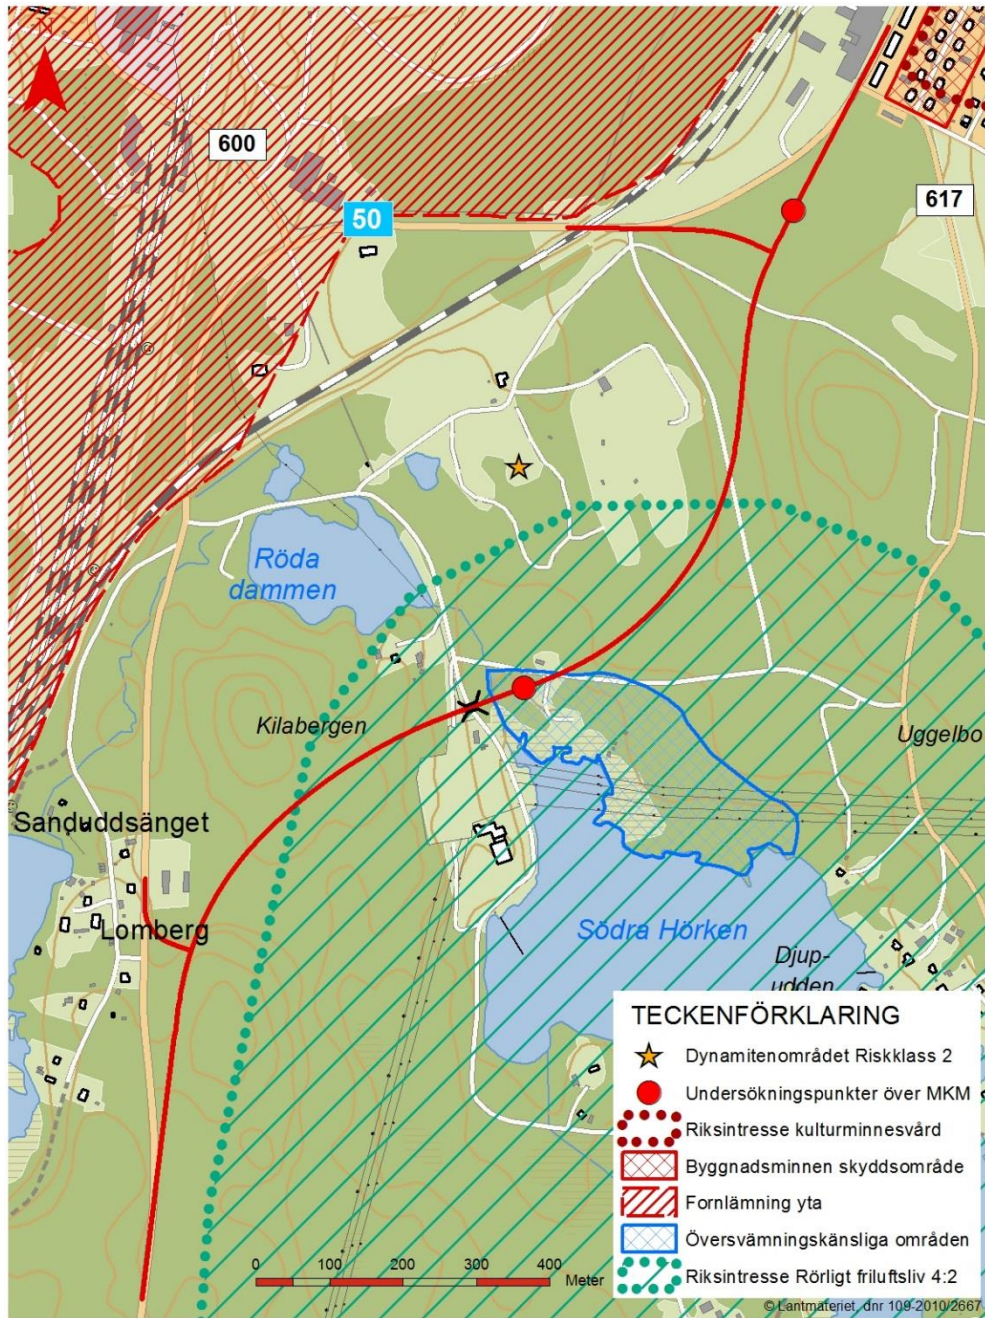 N
600
50
617
Röda
dammen
Kilabergen
Uggelbo
Sanduddsänget
Lomberg
Södra Hörken
Djup-
udden
TECKENFÖRKLARING
Dynamitenområdet Riskklass 2
Undersökningspunkter över MKM
Riksintresse kulturminnesvård
Byggnadsminnen skyddsområde
Fornlämning yta
Översvämningskänsliga områden
Riksintresse Rörligt friluftsliv 4:2
0 100 200 300 400
Meter
© Lantmäteriet, dnr 109-2010/2667